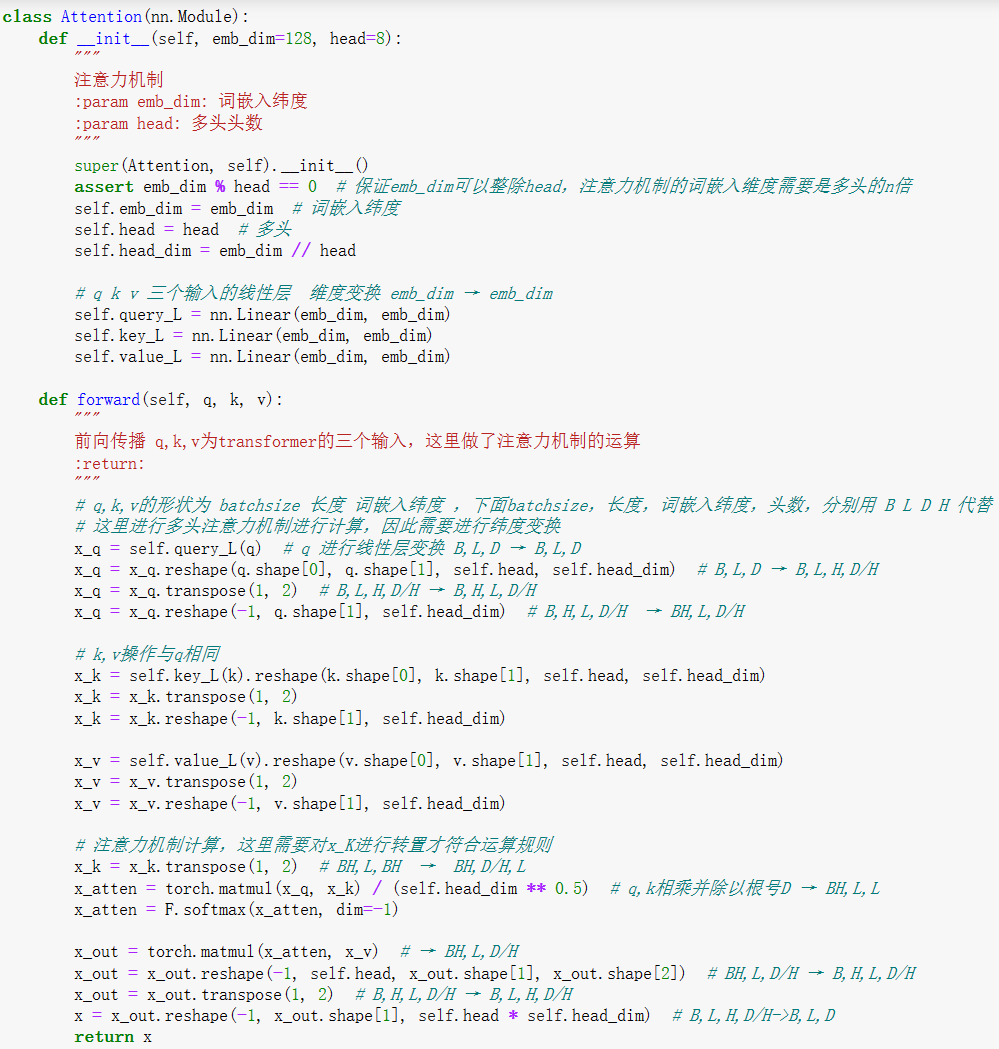 class Attention(nn.Module):
    def __init__(self, emb_dim=128, head=8):
        """
        注意力机制
        :param emb_dim: 词嵌入纬度
        :param head: 多头头数
        """
        super(Attention, self).__init__()
        assert emb_dim % head == 0  # 保证emb_dim可以整除head，注意力机制的词嵌入维度需要是多头的n倍
        self.emb_dim = emb_dim  # 词嵌入纬度
        self.head = head  # 多头
        self.head_dim = emb_dim // head

        # q k v 三个输入的线性层  维度变换 emb_dim → emb_dim
        self.query_L = nn.Linear(emb_dim, emb_dim)
        self.key_L = nn.Linear(emb_dim, emb_dim)
        self.value_L = nn.Linear(emb_dim, emb_dim)

    def forward(self, q, k, v):
        """
        前向传播 q,k,v为transformer的三个输入，这里做了注意力机制的运算
        :return:
        """
        # q,k,v的形状为 batchsize 长度 词嵌入纬度 ，下面batchsize，长度，词嵌入纬度，头数，分别用 B L D H 代替
        # 这里进行多头注意力机制进行计算，因此需要进行纬度变换
        x_q = self.query_L(q)  # q 进行线性层变换 B,L,D → B,L,D
        x_q = x_q.reshape(q.shape[0], q.shape[1], self.head, self.head_dim)  # B,L,D → B,L,H,D/H
        x_q = x_q.transpose(1, 2)  # B,L,H,D/H → B,H,L,D/H
        x_q = x_q.reshape(-1, q.shape[1], self.head_dim)  # B,H,L,D/H  → BH,L,D/H

        # k,v操作与q相同
        x_k = self.key_L(k).reshape(k.shape[0], k.shape[1], self.head, self.head_dim)
        x_k = x_k.transpose(1, 2)
        x_k = x_k.reshape(-1, k.shape[1], self.head_dim)

        x_v = self.value_L(v).reshape(v.shape[0], v.shape[1], self.head, self.head_dim)
        x_v = x_v.transpose(1, 2)
        x_v = x_v.reshape(-1, v.shape[1], self.head_dim)

        # 注意力机制计算，这里需要对x_K进行转置才符合运算规则
        x_k = x_k.transpose(1, 2)  # BH,L,BH  →  BH,D/H,L
        x_atten = torch.matmul(x_q, x_k) / (self.head_dim ** 0.5)  # q,k相乘并除以根号D → BH,L,L
        x_atten = F.softmax(x_atten, dim=-1)

        x_out = torch.matmul(x_atten, x_v)  # → BH,L,D/H
        x_out = x_out.reshape(-1, self.head, x_out.shape[1], x_out.shape[2])  # BH,L,D/H → B,H,L,D/H
        x_out = x_out.transpose(1, 2)  # B,H,L,D/H → B,L,H,D/H
        x = x_out.reshape(-1, x_out.shape[1], self.head * self.head_dim)  # B,L,H,D/H->B,L,D
        return x